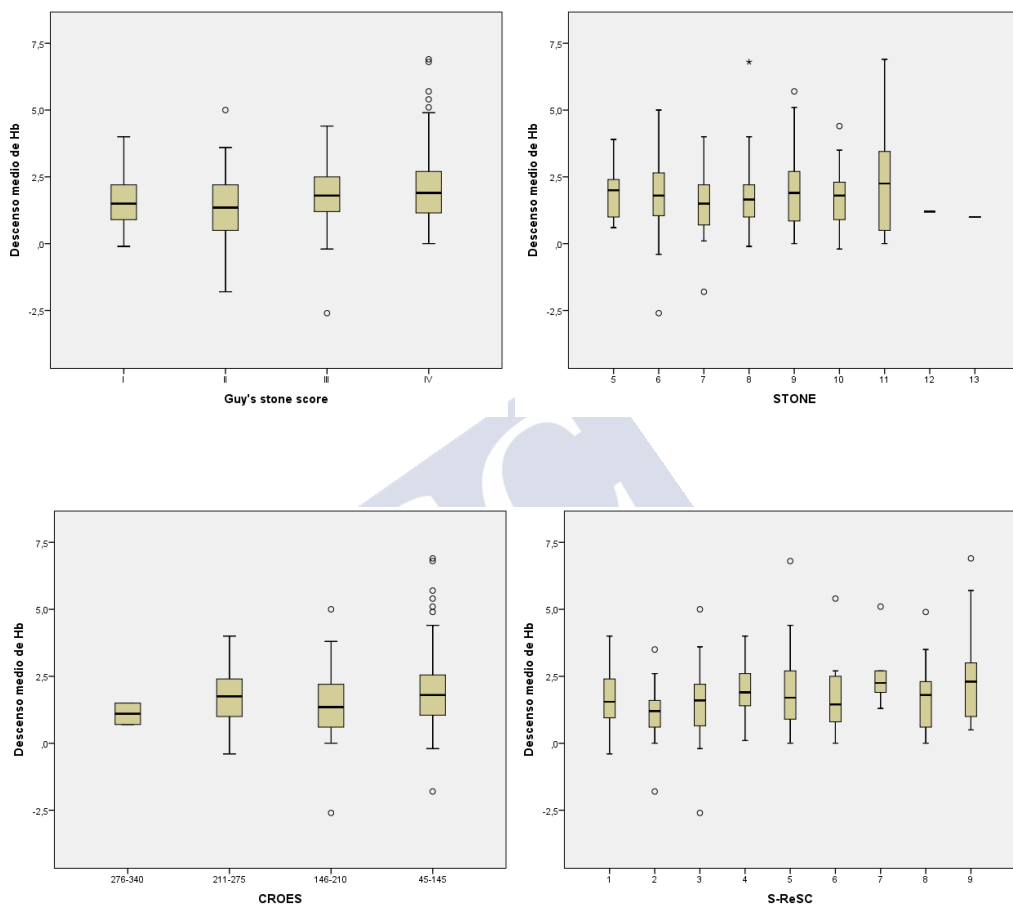 Descenso medio de Hb
7,5
5,0
2,5
,0
-2,5
I II III IV
Guy's stone score
Descenso medio de Hb
7,5
5,0
2,5
,0
-2,5
5 6 7 8 9 10 11 12 13
STONE
Descenso medio de Hb
7,5
5,0
2,5
,0
-2,5
276-340 211-275 146-210 45-145
CROES
Descenso medio de Hb
7,5
5,0
2,5
,0
-2,5
1 2 3 4 5 6 7 8 9
S-ReSC